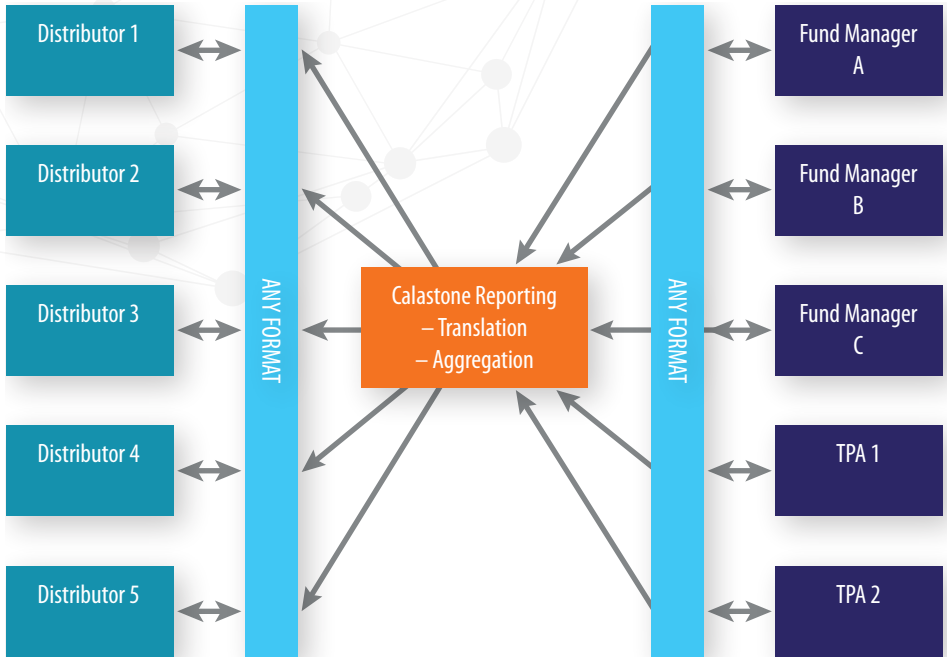 Distributor 1
Distributor 2
Distributor 3
Distributor 4
Distributor 5
ANY FORMAT
Calastone Reporting
– Translation
– Aggregation
ANY FORMAT
Fund Manager
A
Fund Manager
B
Fund Manager
C
TPA 1
TPA 2